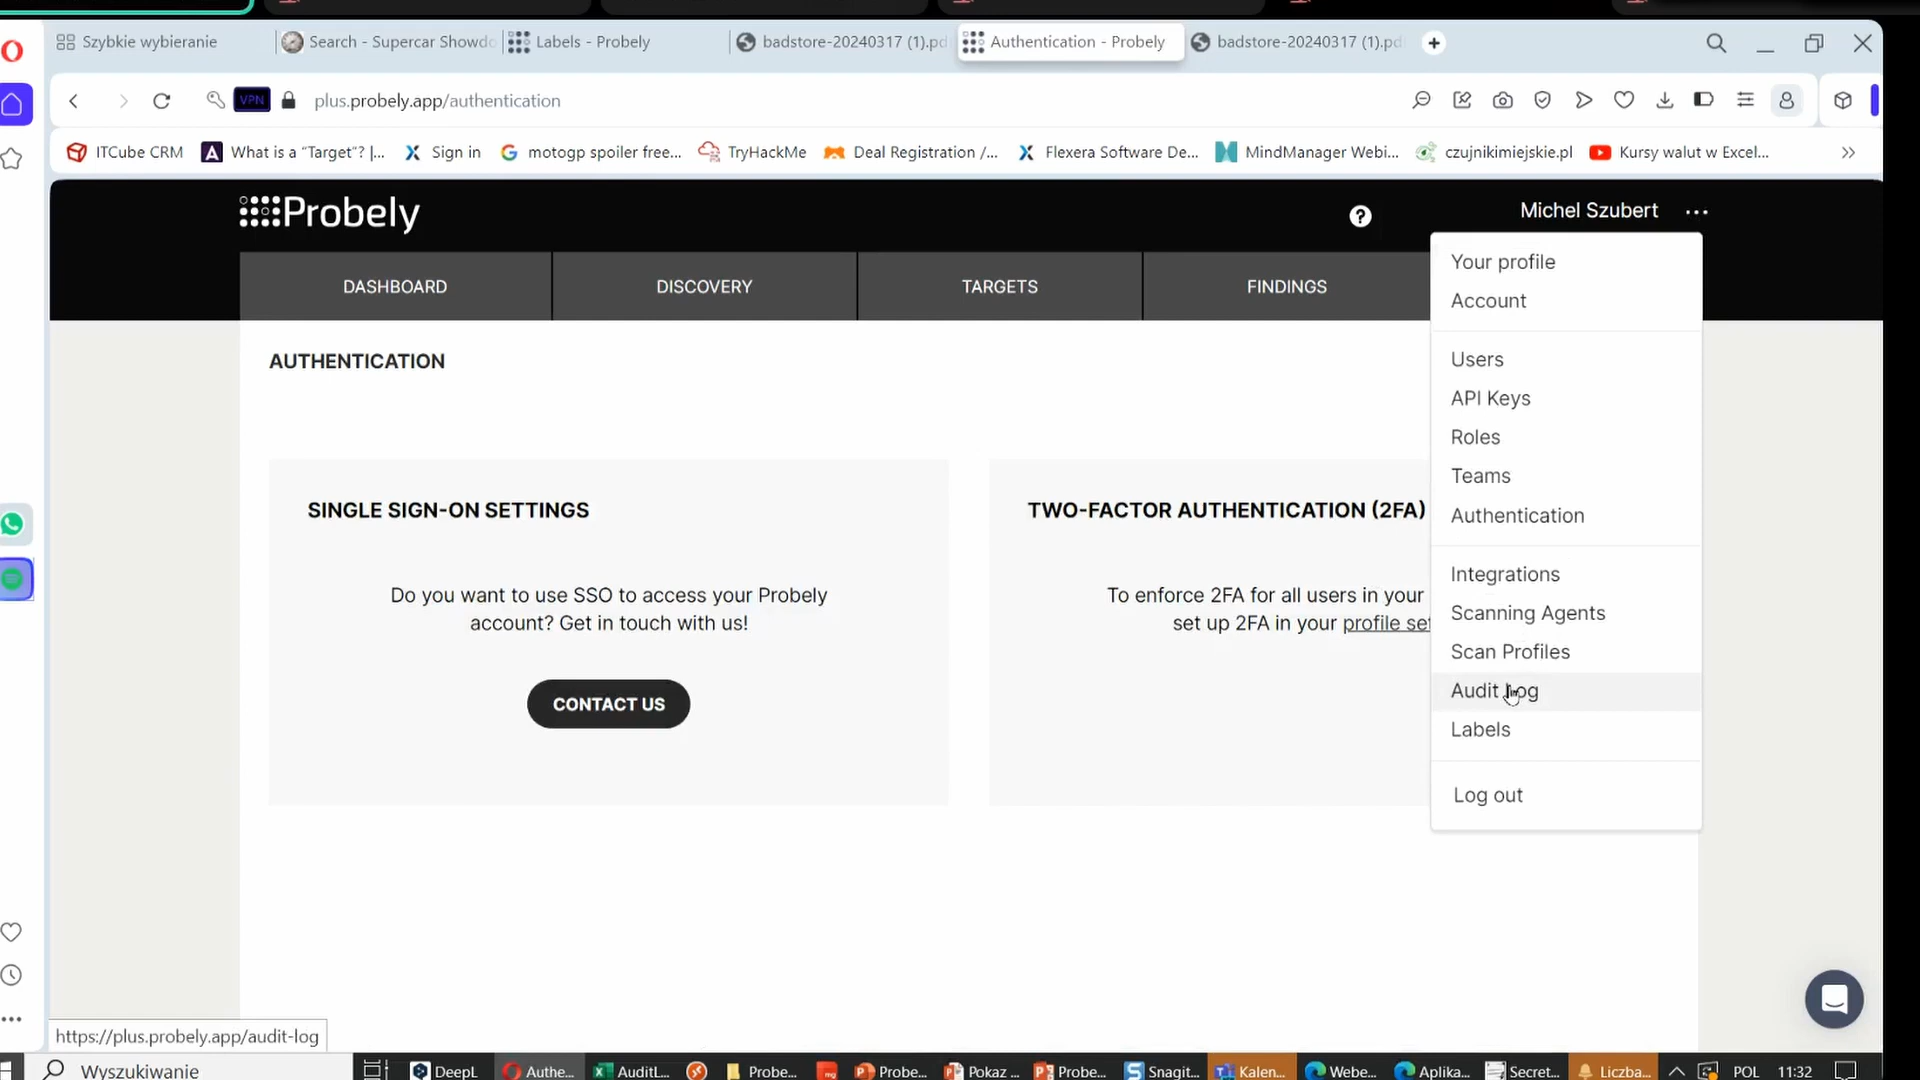 Szybkie wybieranie
Search - Supercar Showdo
Labels - Probely
badstore-20240317 (1).pd
Authentication - Probely
badstore-20240317 (1).pd
VPN
plus.probely.app/authentication
ITCube CRM
What is a “Target”? |...
Sign in
motogp spoiler free...
TryHackMe
Deal Registration /...
Flexera Software De...
MindManager Webi...
czujnikimiejskie.pl
Kursy walut w Excel...
Probely
Michel Szubert
DASHBOARD
DISCOVERY
TARGETS
FINDINGS
Your profile
Account
Users
API Keys
Roles
Teams
Authentication
Integrations
Scanning Agents
Scan Profiles
Audit Log
Labels
Log out
AUTHENTICATION
SINGLE SIGN-ON SETTINGS
Do you want to use SSO to access your Probely
account? Get in touch with us!
CONTACT US
TWO-FACTOR AUTHENTICATION (2FA)
To enforce 2FA for all users in your
set up 2FA in your profile set
https://plus.probely.app/audit-log
Wyszukiwanie
DeepL
Authe...
AuditL...
Probe...
Probe...
Pokaz ...
Probe...
Snagit...
Kalen...
Webe...
Aplika...
Secret...
Liczba...
POL
11:32